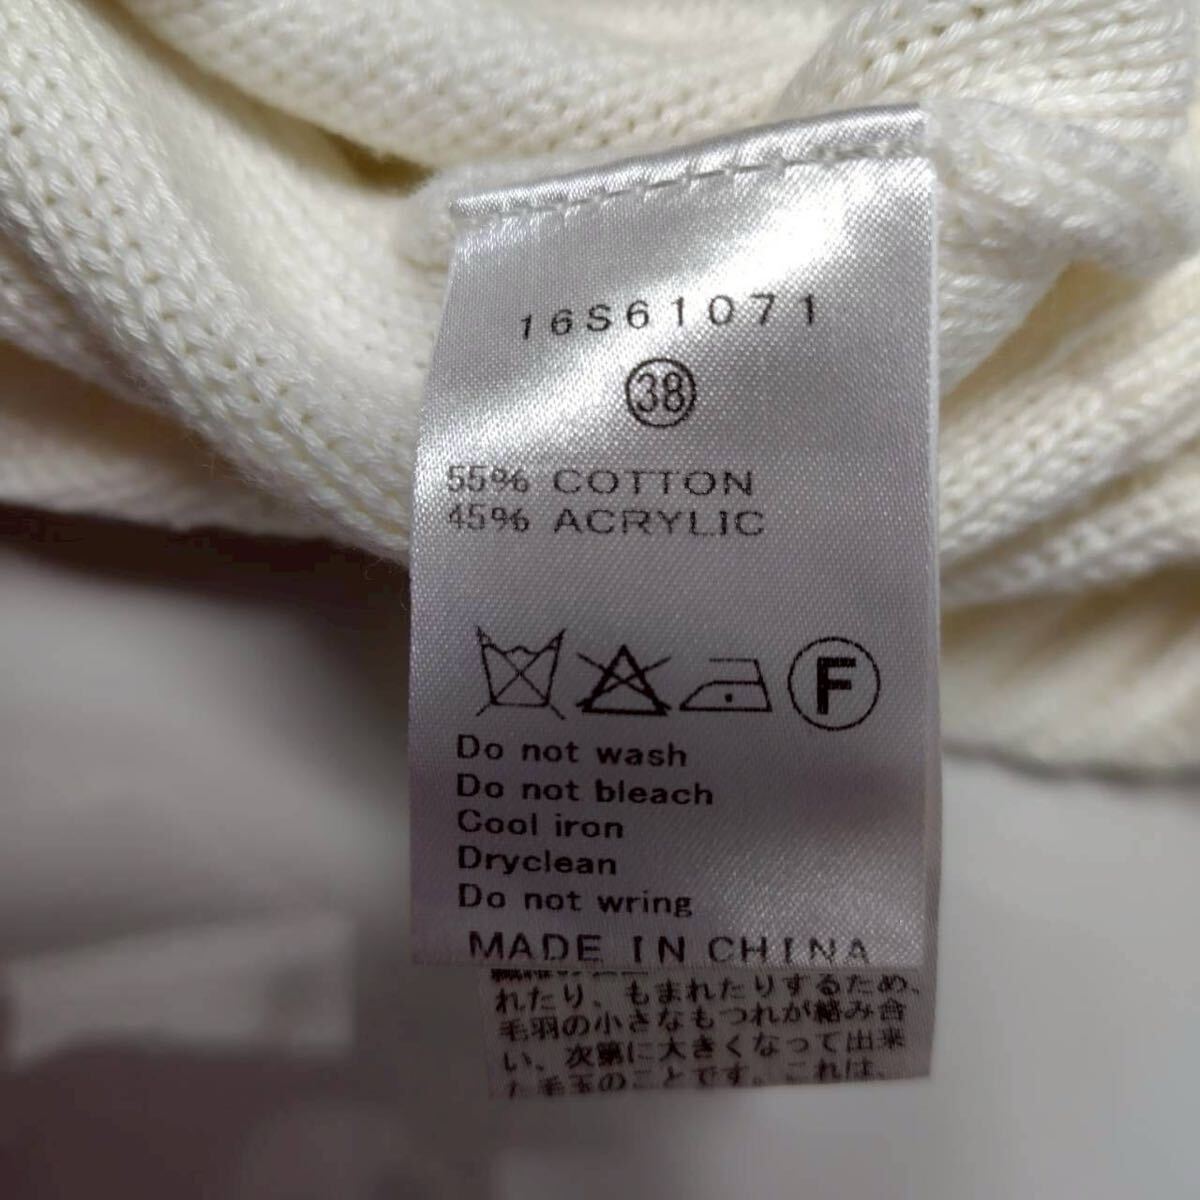 16S61071
38
55% COTTON
45% ACRYLIC
F
Do not wash
Do not bleach
Cool iron
Dryclean
Do not wring
MADE IN CHINA
れたり、もまれたりするため、
毛羽の小さなもつれが絡み合
い、次第に大きくなって出来
た毛玉のことです。これは、